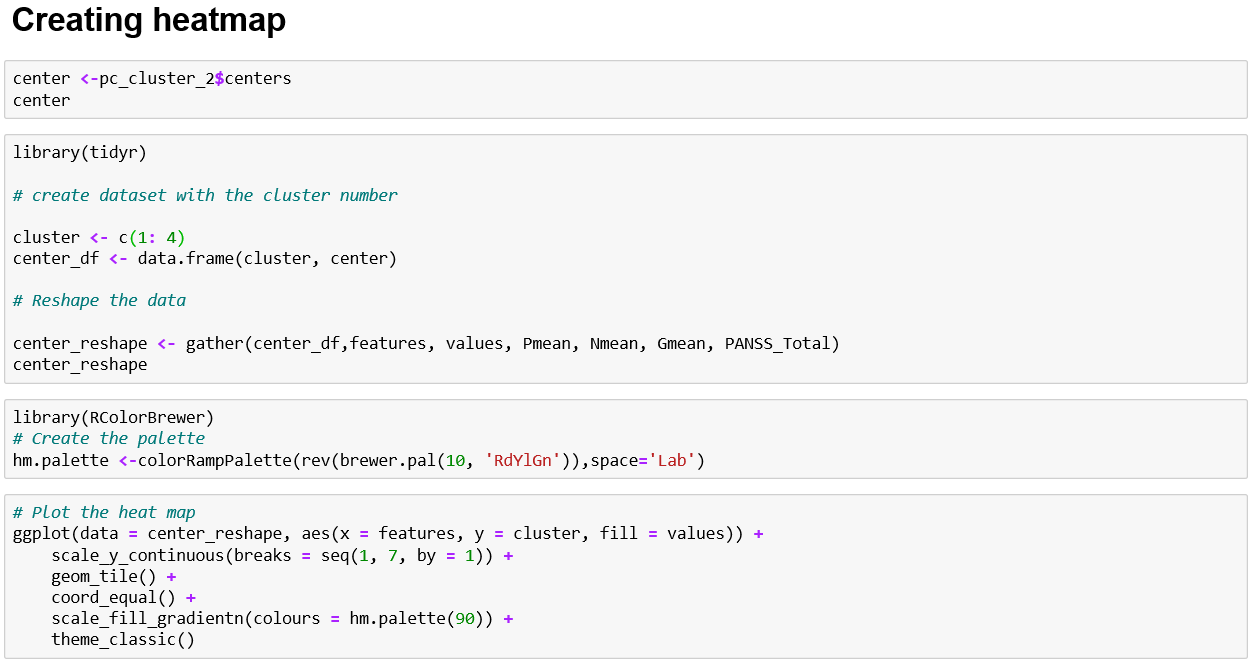 Creating heatmap
center <-pc_cluster_2$centers
center
library(tidyr)
# create dataset with the cluster number
cluster <- c(1: 4)
center_df <- data.frame(cluster, center)
# Reshape the data
center_reshape <- gather(center_df,features, values, Pmean, Nmean, Gmean, PANSS_Total)
center_reshape
library(RColorBrewer)
# Create the palette
hm.palette <-colorRampPalette(rev(brewer.pal(10, 'RdYlGn')),space='Lab')
# Plot the heat map
ggplot(data = center_reshape, aes(x = features, y = cluster, fill = values)) +
    scale_y_continuous(breaks = seq(1, 7, by = 1)) +
    geom_tile() +
    coord_equal() +
    scale_fill_gradientn(colours = hm.palette(90)) +
    theme_classic()